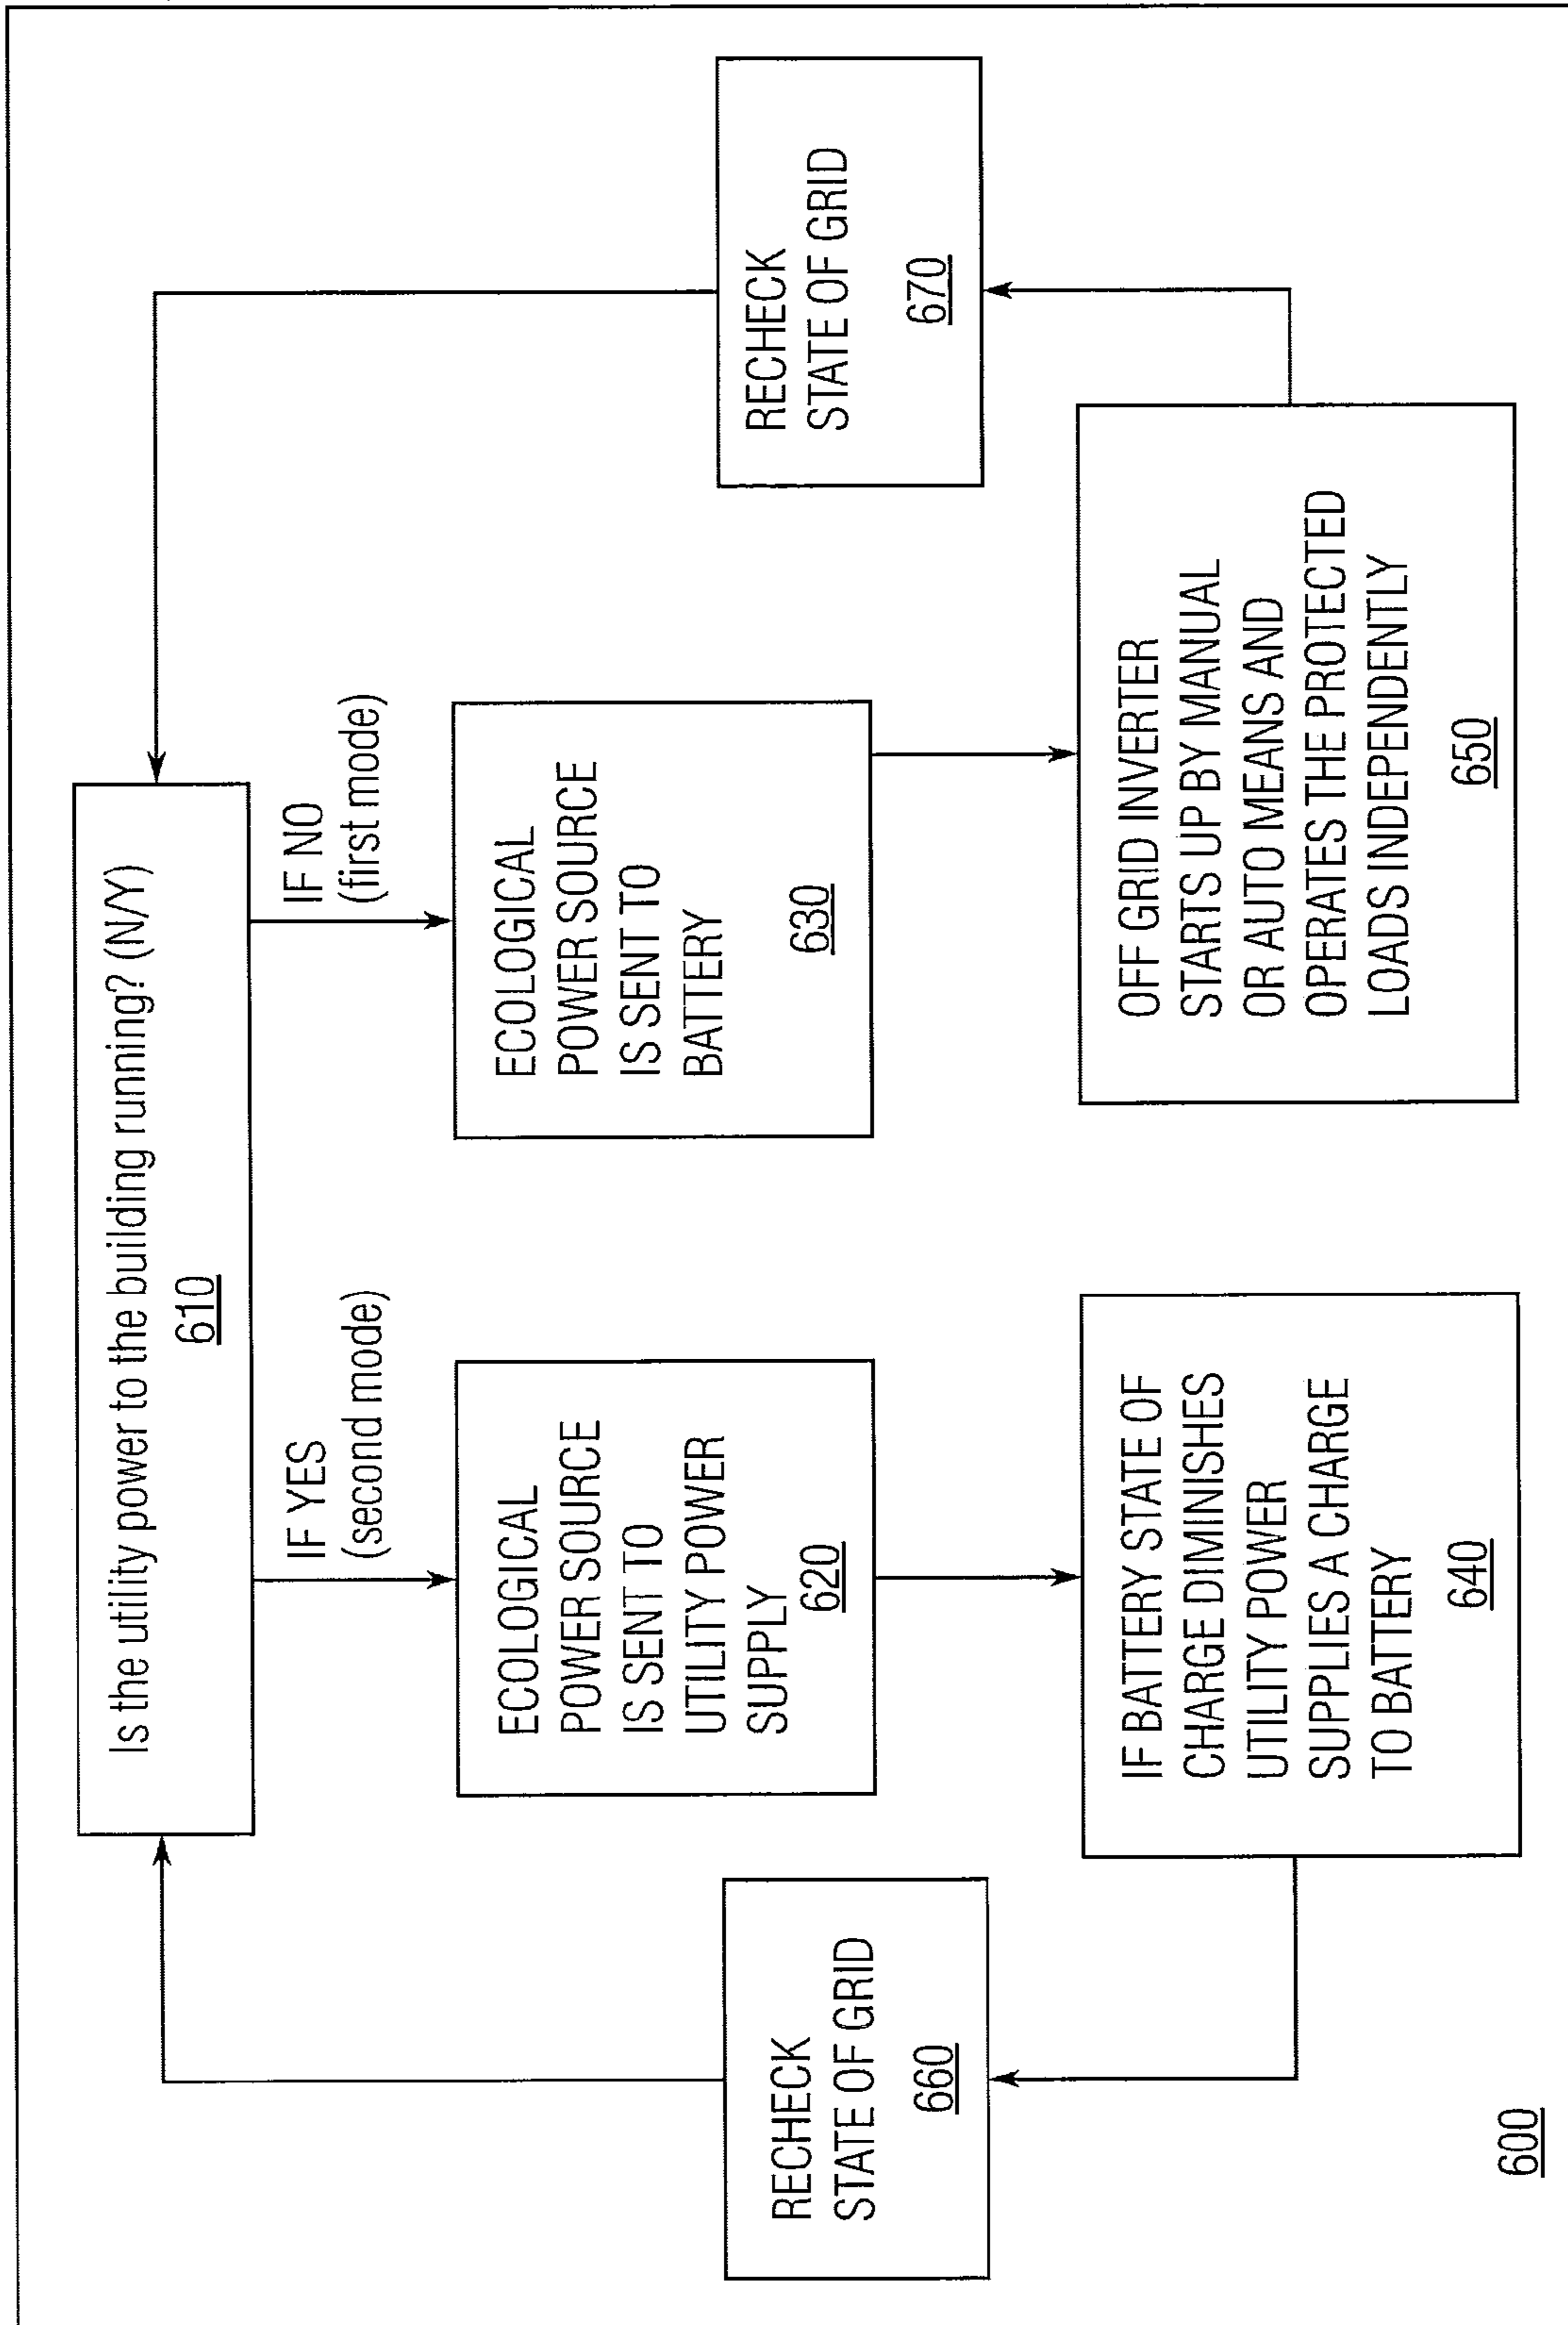 Is the utility power to the building running? (N/Y)
610
IF YES
(second mode)
IF NO
(first mode)
ECOLOGICAL
POWER SOURCE
IS SENT TO
UTILITY POWER
SUPPLY
620
ECOLOGICAL
POWER SOURCE
IS SENT TO
BATTERY
630
RECHECK
STATE OF GRID
660
RECHECK
STATE OF GRID
670
IF BATTERY STATE OF
CHARGE DIMINISHES
UTILITY POWER
SUPPLIES A CHARGE
TO BATTERY
640
OFF GRID INVERTER
STARTS UP BY MANUAL
OR AUTO MEANS AND
OPERATES THE PROTECTED
LOADS INDEPENDENTLY
650
600